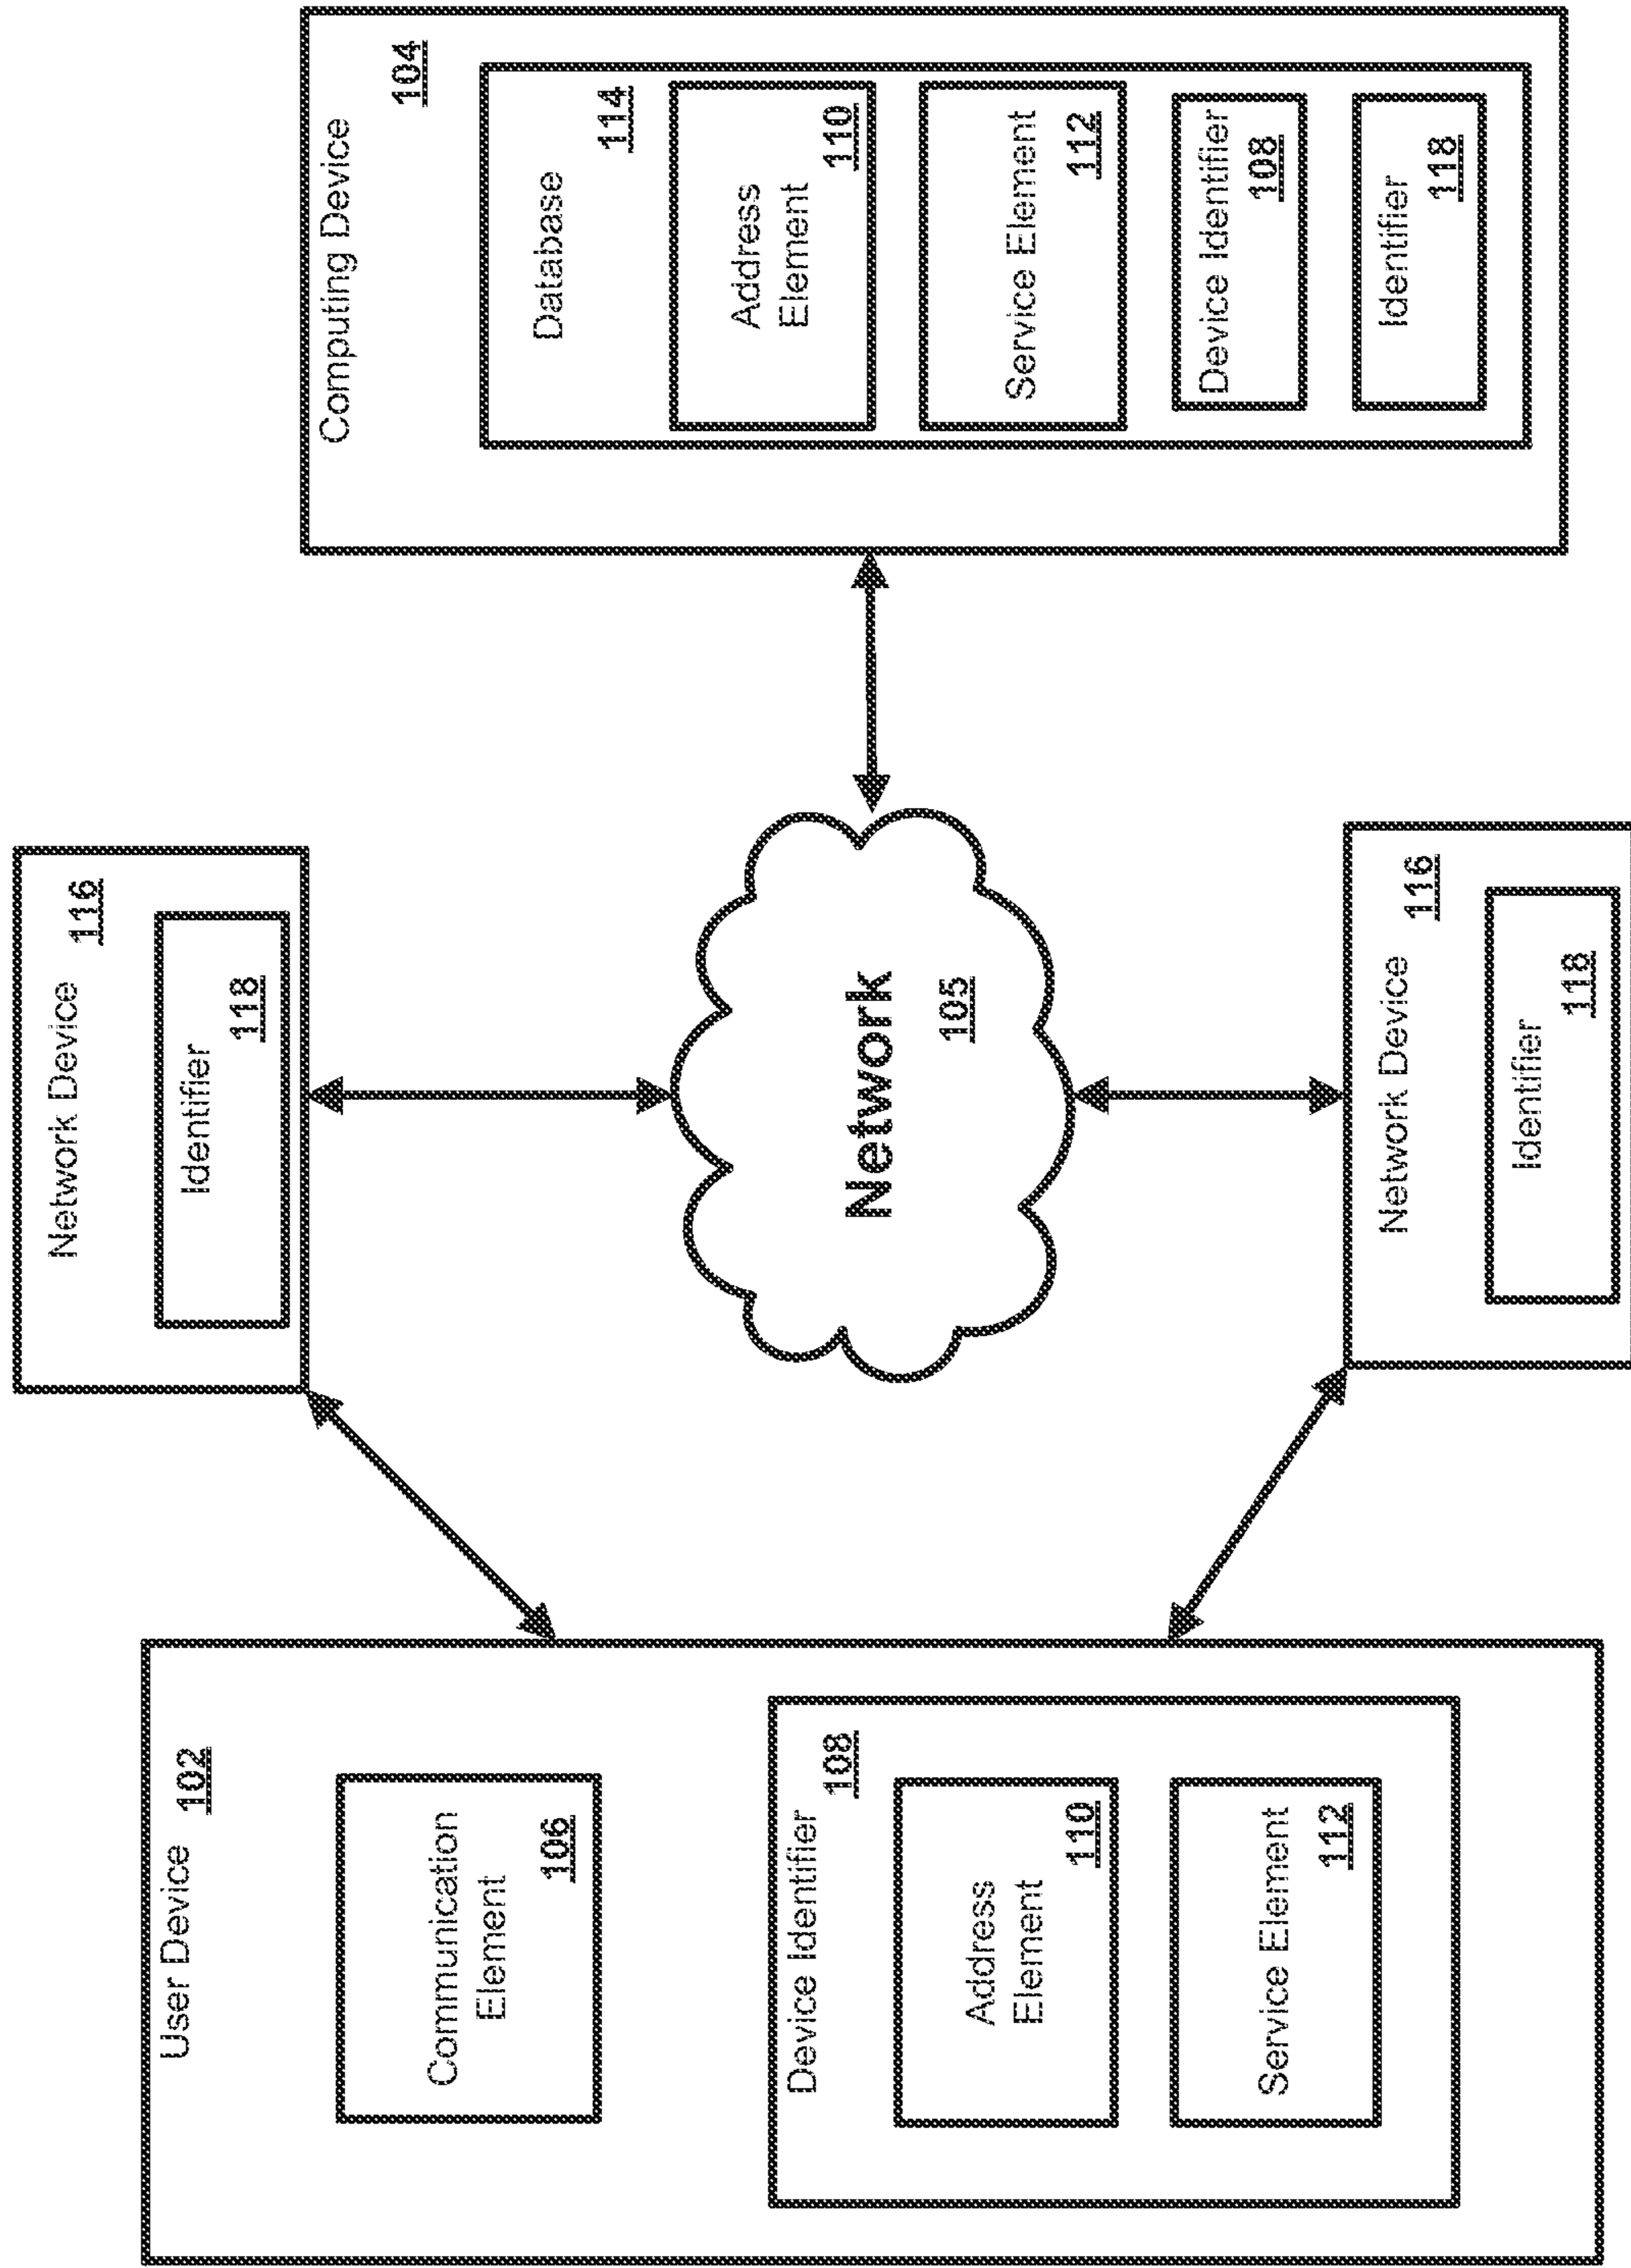 User Device 102
Communication
Element
106
Device Identifier 108
Address
Element
110
Service Element
112
Network Device 116
Identifier
118
Network
105
Network Device 116
Identifier
118
Computing Device
104
Database
114
Address
Element
110
Service Element
112
Device Identifier
108
Identifier
118